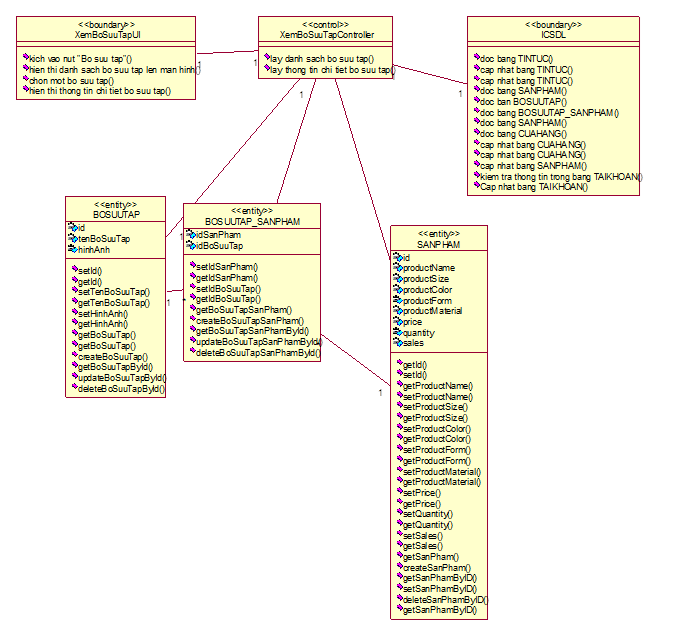 <<boundary>>
XemBoSuuTapUI
kich vao nut "Bo suu tap"()
hien thi danh sach bo suu tap len man hinh()
chon mot bo suu tap()
hien thi thong tin chi tiet bo suu tap()
1
<<control>>
XemBoSuuTapController
lay danh sach bo suu tap()
lay thong tin chi tiet bo suu tap()
1
1
<<boundary>>
ICSDL
doc bang TINTUC()
cap nhat bang TINTUC()
cap nhat bang TINTUC()
doc bang SANPHAM()
doc ban BOSUUTAP()
doc bang BOSUUTAP_SANPHAM()
doc bang SANPHAM()
doc bang CUAHANG()
cap nhat bang CUAHANG()
cap nhat bang CUAHANG()
cap nhat bang SANPHAM()
kiem tra thong tin trong bang TAIKHOAN()
Cap nhat bang TAIKHOAN()
1
<<entity>>
BOSUUTAP
id
tenBoSuuTap
hinhAnh
setId()
getId()
setTenBoSuuTap()
getTenBoSuuTap()
setHinhAnh()
getHinhAnh()
getBoSuuTap()
getBoSuuTap()
createBoSuuTap()
getBoSuuTapById()
updateBoSuuTapById()
deleteBoSuuTapById()
1
1
*
<<entity>>
BOSUUTAP_SANPHAM
idSanPham
idBoSuuTap
setIdSanPham()
getIdSanPham()
setIdBoSuuTap()
getIdBoSuuTap()
getBoSuuTapSanPham()
createBoSuuTapSanPham()
getBoSuuTapSanPhamById()
updateBoSuuTapSanPhamById()
deleteBoSuuTapSanPhamById()
1
<<entity>>
SANPHAM
id
productName
productSize
productColor
productForm
productMaterial
price
quantity
sales
getId()
setId()
getProductName()
setProductName()
setProductSize()
getProductSize()
setProductColor()
getProductColor()
setProductForm()
getProductForm()
setProductMaterial()
getProductMaterial()
setPrice()
getPrice()
setQuantity()
getQuantity()
setSales()
getSales()
getSanPham()
createSanPham()
getSanPhamByID()
setSanPhamByID()
deleteSanPhamByID()
getSanPhamByID()